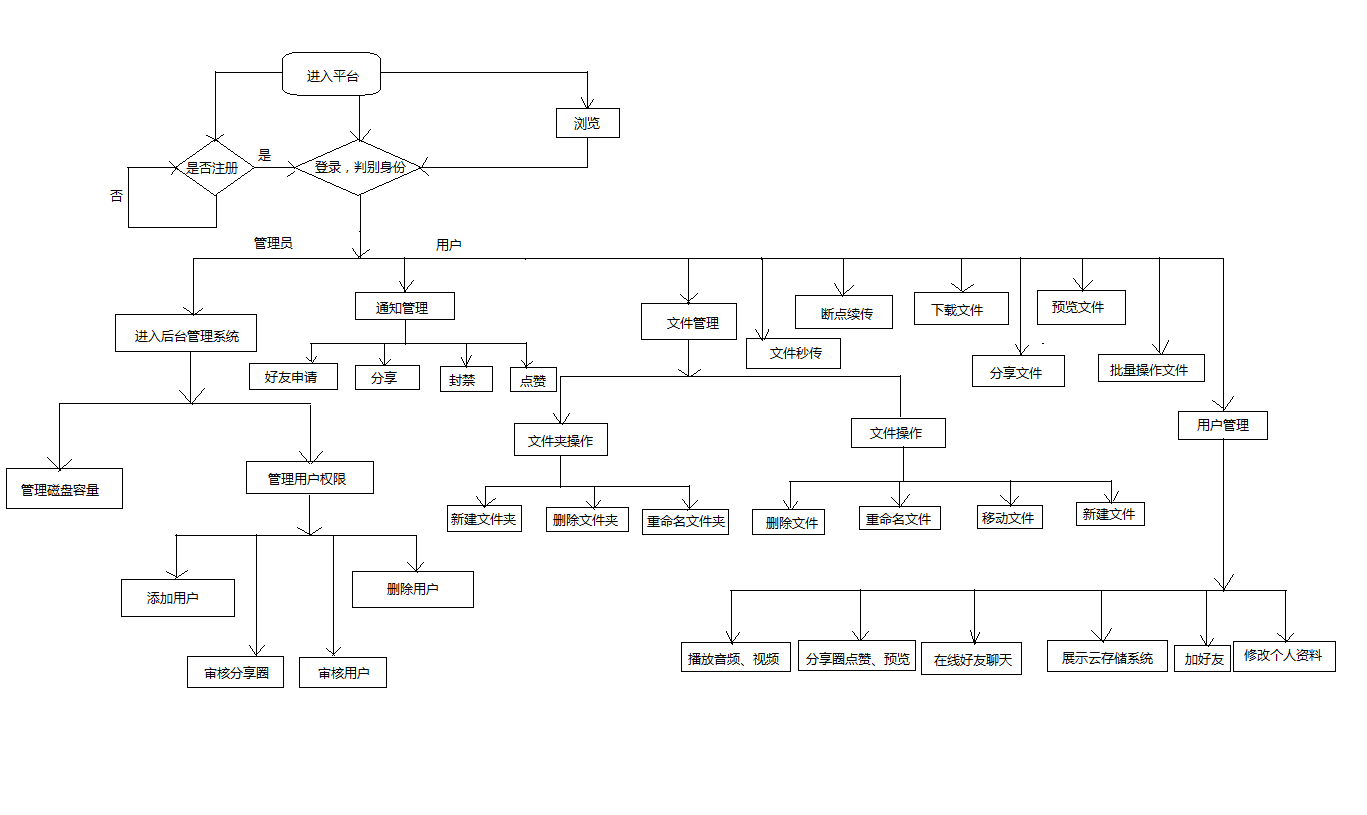 进入平台
浏览
是否注册
是
登录，判别身份
否
管理员
用户
进入后台管理系统
通知管理
文件管理
文件秒传
断点续传
下载文件
分享文件
预览文件
批量操作文件
用户管理
好友申请
分享
封禁
点赞
文件夹操作
文件操作
管理磁盘容量
管理用户权限
新建文件夹
删除文件夹
重命名文件夹
删除文件
重命名文件
移动文件
新建文件
添加用户
删除用户
审核分享圈
审核用户
播放音频、视频
分享圈点赞、预览
在线好友聊天
展示云存储系统
加好友
修改个人资料